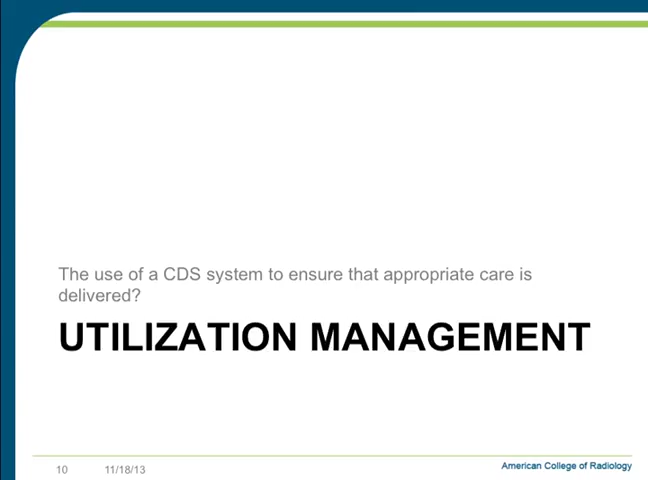 The use of a CDS system to ensure that appropriate care is
delivered?
UTILIZATION MANAGEMENT
10 11/18/13 American College of Radiology